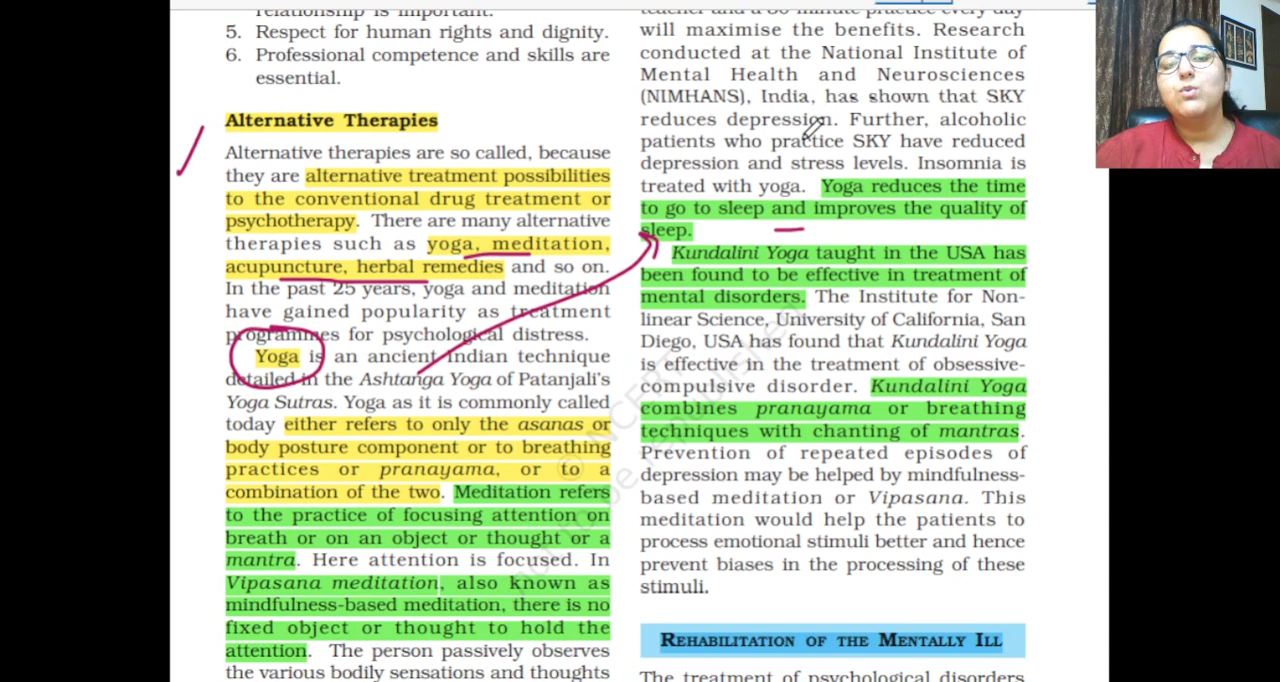 relationship is important.
5. Respect for human rights and dignity.
6. Professional competence and skills are
essential.
Alternative Therapies
Alternative therapies are so called, because
they are alternative treatment possibilities
to the conventional drug treatment or
psychotherapy. There are many alternative
therapies such as yoga, meditation,
acupuncture, herbal remedies and so on.
In the past 25 years, yoga and meditation
have gained popularity as treatment
programmes for psychological distress.
Yoga is an ancient Indian technique
detailed in the Ashtanga Yoga of Patanjali's
Yoga Sutras. Yoga as it is commonly called
today either refers to only the asanas or
body posture component or to breathing
practices or pranayama, or to a
combination of the two. Meditation refers
to the practice of focusing attention on
breath or on an object or thought or a
mantra. Here attention is focused. In
Vipasana meditation, also known as
mindfulness-based meditation, there is no
fixed object or thought to hold the
attention. The person passively observes
the various bodily sensations and thoughts
teacher and a 30-minute practice every day
will maximise the benefits. Research
conducted at the National Institute of
Mental Health and Neurosciences
(NIMHANS), India, has shown that SKY
reduces depression. Further, alcoholic
patients who practice SKY have reduced
depression and stress levels. Insomnia is
treated with yoga. Yoga reduces the time
to go to sleep and improves the quality of
sleep.
Kundalini Yoga taught in the USA has
been found to be effective in treatment of
mental disorders. The Institute for Non-
linear Science, University of California, San
Diego, USA has found that Kundalini Yoga
is effective in the treatment of obsessive-
compulsive disorder. Kundalini Yoga
combines pranayama or breathing
techniques with chanting of mantras.
Prevention of repeated episodes of
depression may be helped by mindfulness-
based meditation or Vipasana. This
meditation would help the patients to
process emotional stimuli better and hence
prevent biases in the processing of these
stimuli.
REHABILITATION OF THE MENTALLY ILL
The treatment of psychological disorders
© NCERT
not to be republished